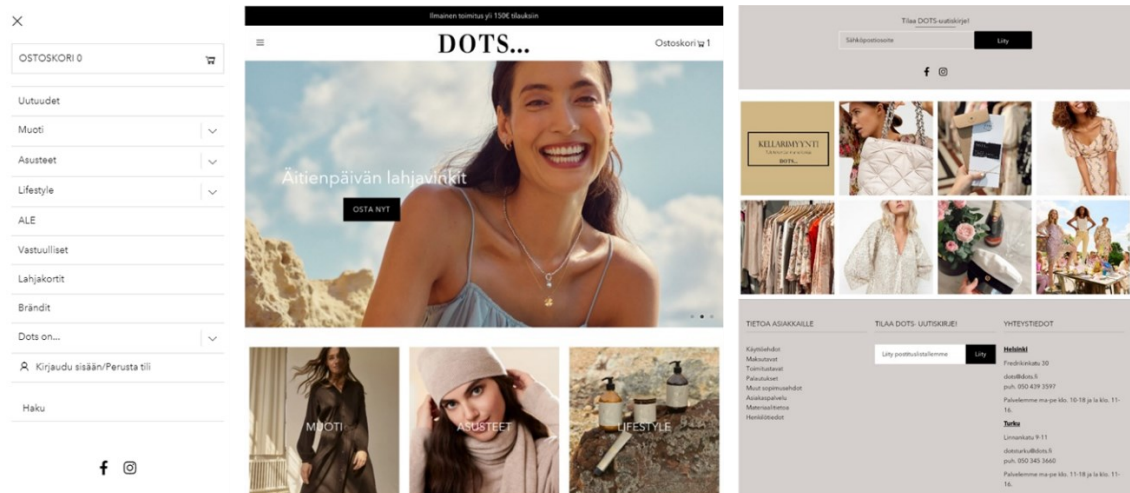 OSTOSKORI 0
Uutuudet
Muoti
Asusteet
Lifestyle
ALE
Vastuulliset
Lahjakortit
Brändit
Dots on...
Kirjaudu sisään/Perusta tili
Haku
Ilmainen toimitus yli 150€ tilauksiin
DOTS...
Ostoskori 1
Äitienpäivän lahjavinkit
OSTA NYT
MUOTI
ASUSTEET
LIFESTYLE
Tilaa DOTS-uutiskirje!
Sähköpostiosoite
Liity
KELLARIMYYNTI
DOTS...
TIETOA ASIAKKAILLE
Käyttöehdot
Maksutavat
Toimitustavat
Palautukset
Muut sopimusehdot
Asiakaspalvelu
Materiaalitietoa
Henkilötiedot
TILAA DOTS- UUTISKIRJE!
Liity postituslistallemme
Liity
YHTEYSTIEDOT
Helsinki
Fredrikinkatu 30
dots@dots.fi
puh. 050 439 3597
Palvelemme ma-pe klo. 10-18 ja la klo. 11-
16.
Turku
Linnankatu 9-11
dotsturku@dots.fi
puh. 050 345 3660
Palvelemme ma-pe klo. 11-18 ja la klo. 11-
16.